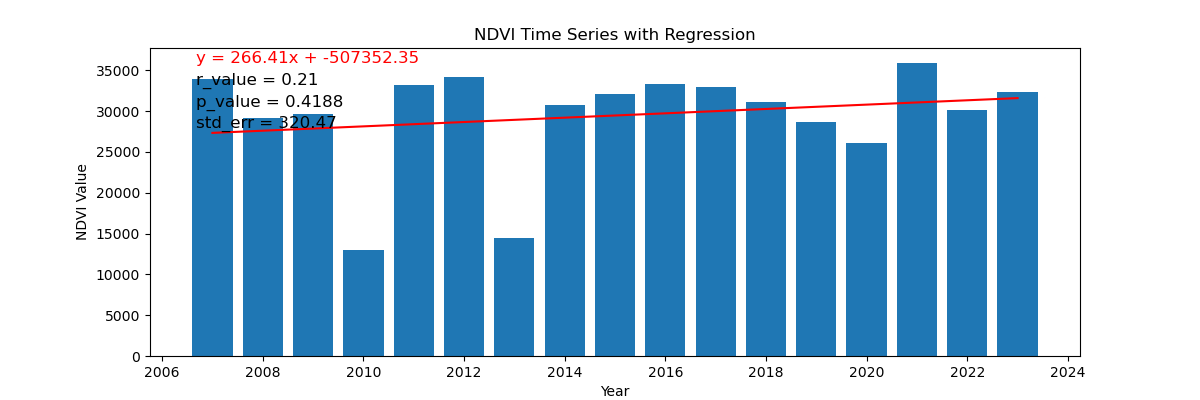 NDVI Time Series with Regression
y = 266.41x + -507352.35
r_value = 0.21
p_value = 0.4188
std_err = 320.47
35000
30000
25000
20000
15000
10000
5000
0
NDVI Value
2006 2008 2010 2012 2014 2016 2018 2020 2022 2024
Year